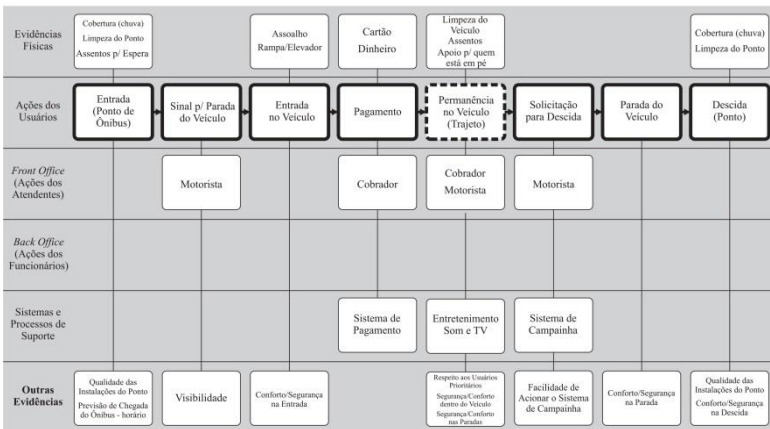 Evidências
Físicas
Cobertura (chuva)
Limpeza do Ponto
Assentos p/ Espera
Assoalho
Rampa/Elevador
Cartão
Dinheiro
Limpeza do
Veículo
Assentos
Apoio p/ quem
está em pé
Cobertura (chuva)
Limpeza do Ponto
Ações dos
Usuários
Entrada
(Ponto de
Ônibus)
Sinal p/ Parada
do Veículo
Entrada
no Veículo
Pagamento
Permanência
no Veículo
(Trajeto)
Solicitação
para Descida
Parada do
Veículo
Descida
(Ponto)
Front Office
(Ações dos
Atendentes)
Motorista
Cobrador
Cobrador
Motorista
Motorista
Back Office
(Ações dos
Funcionários)
Sistemas e
Processos de
Suporte
Sistema de
Pagamento
Entretenimento
Som e TV
Sistema de
Campainha
Outras
Evidências
Qualidade das
Instalações do Ponto
Previsão de Chegada
do Ônibus - horário
Visibilidade
Conforto/Segurança
na Entrada
Respeito aos Usuários
Prioritários
Segurança/Conforto
dentro do Veículo
Segurança/Conforto
nas Paradas
Facilidade de
Acionar o Sistema
de Campainha
Conforto/Segurança
na Parada
Qualidade das
Instalações do Ponto
Conforto/Segurança
na Descida